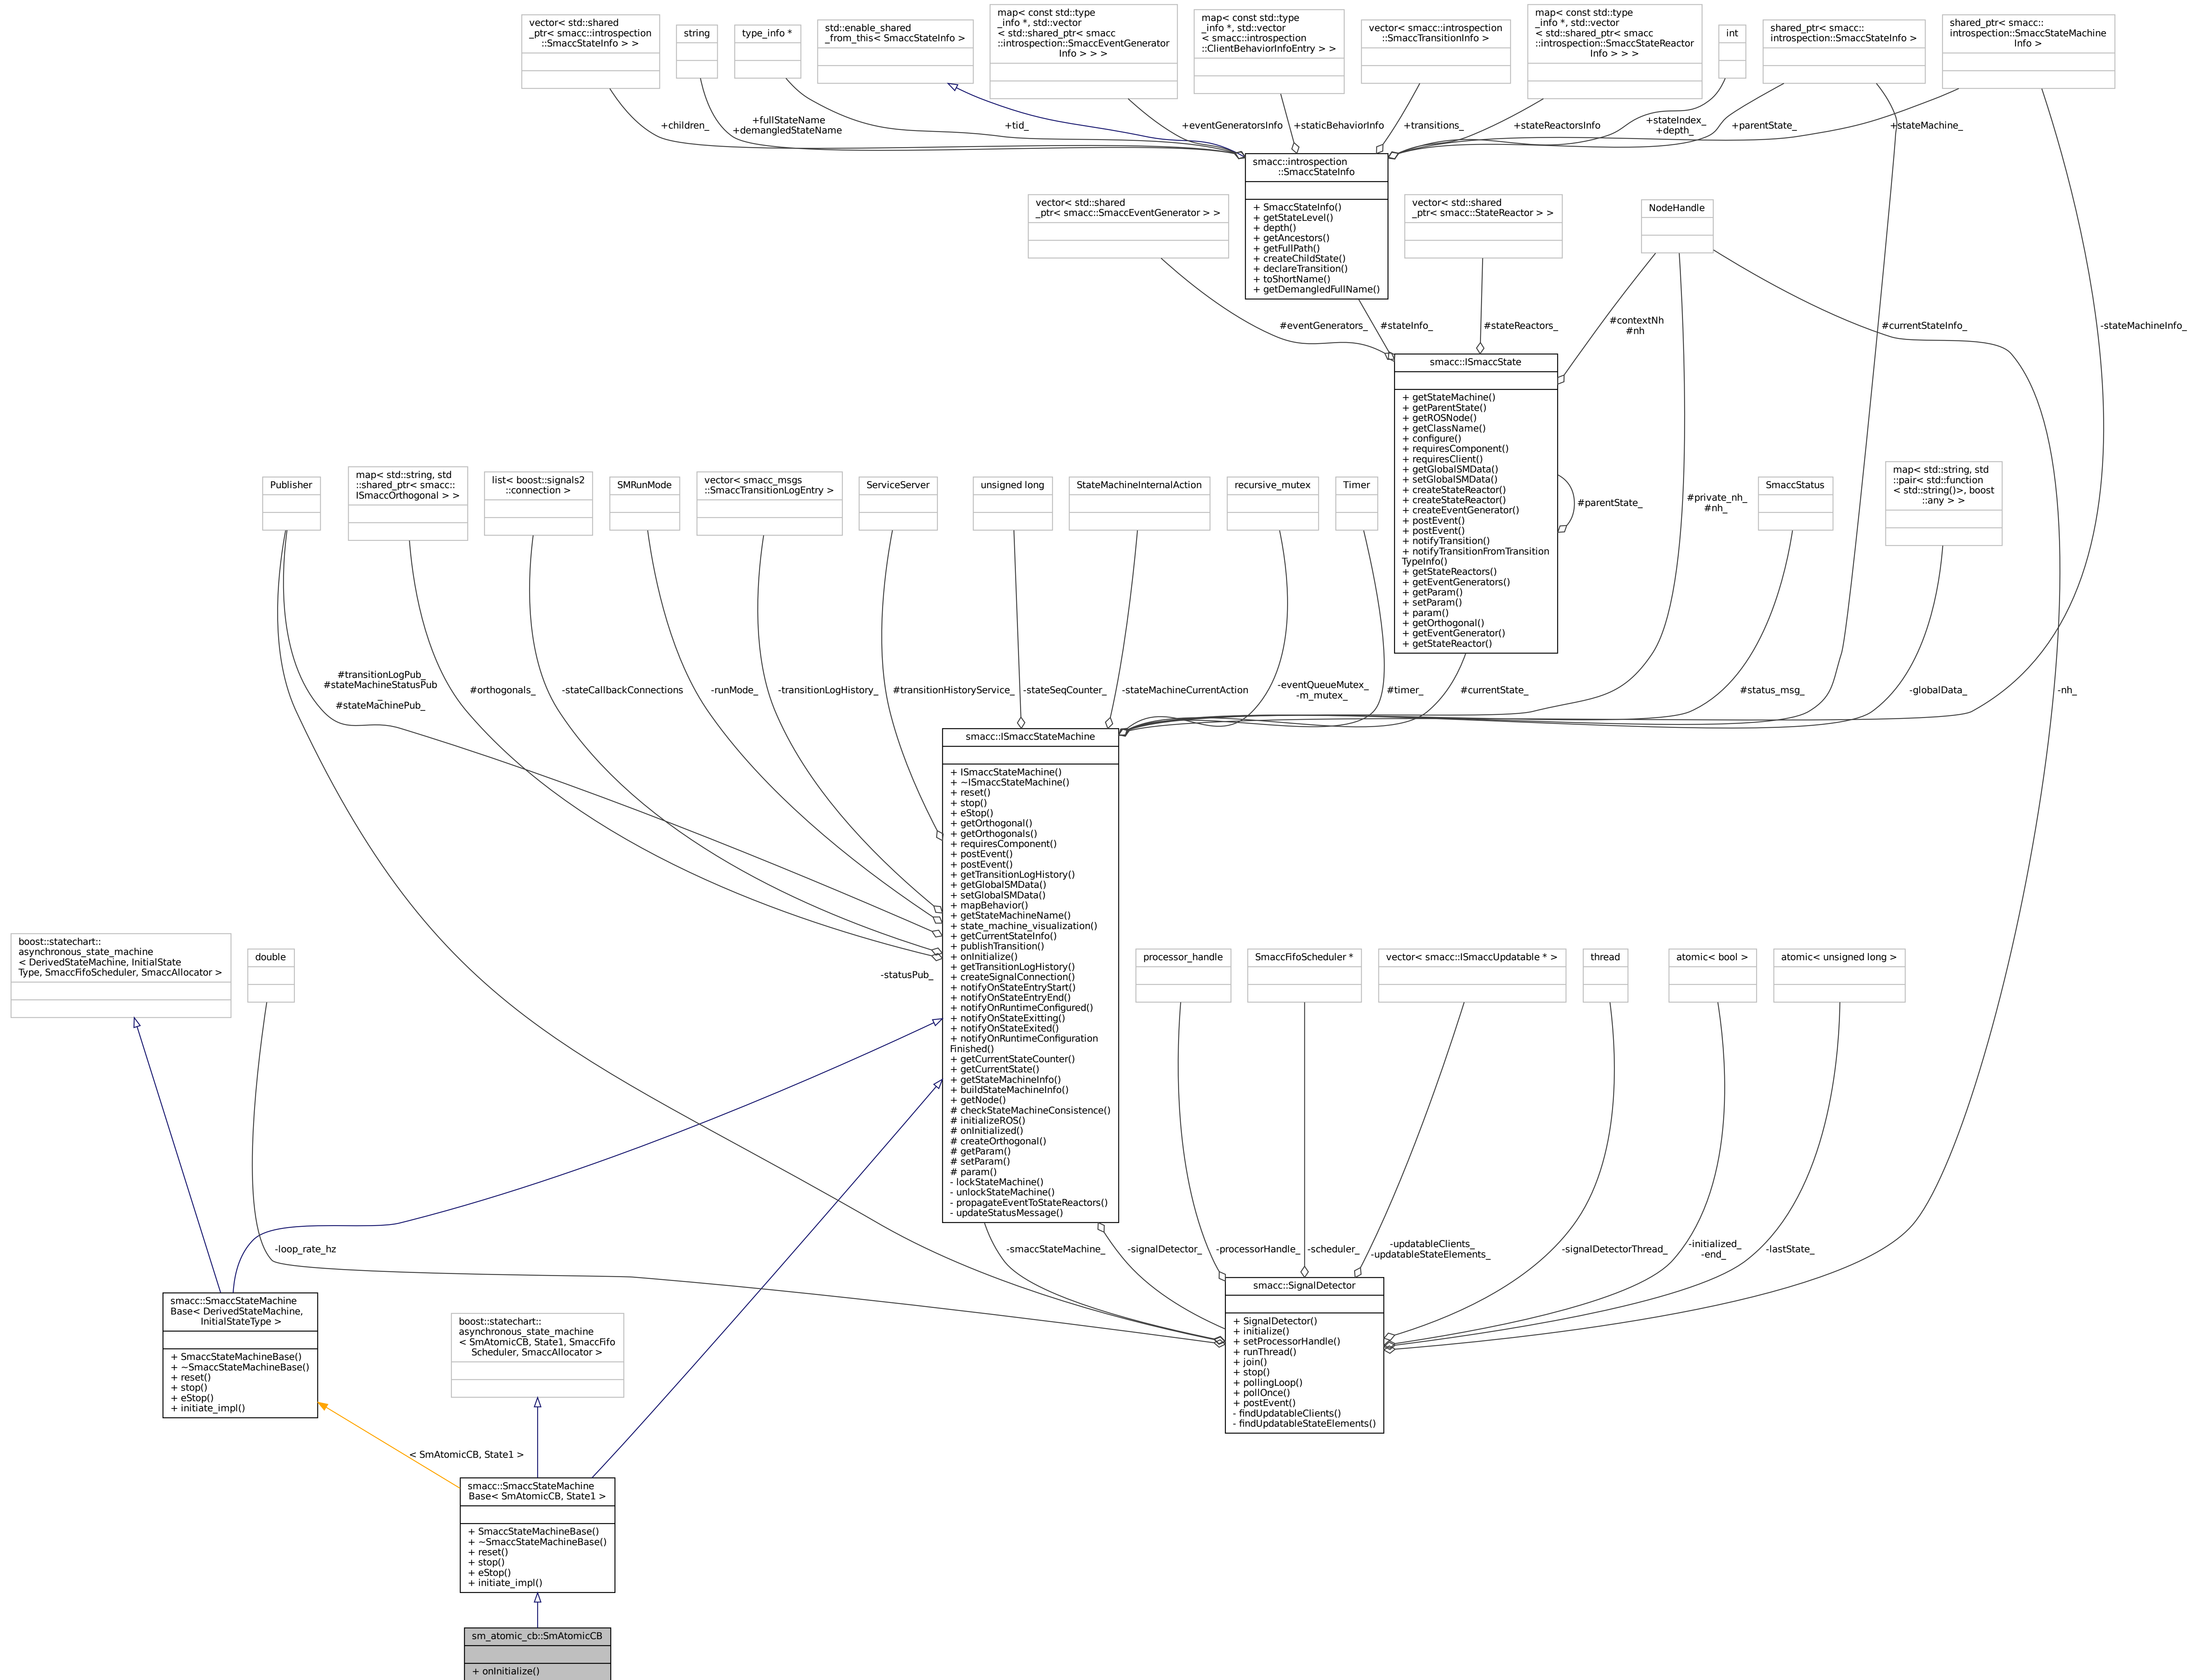 vector< std::shared
_ptr< smacc::introspection
::SmaccStateInfo > >
string
type_info *
std::enable_shared
_from_this< SmaccStateInfo >
map< const std::type
_info *, std::vector
< std::shared_ptr< smacc
::introspection::SmaccEventGenerator
Info > > >
map< const std::type
_info *, std::vector
< smacc::introspection
::ClientBehaviorInfoEntry > >
vector< smacc::introspection
::SmaccTransitionInfo >
map< const std::type
_info *, std::vector
< std::shared_ptr< smacc
::introspection::SmaccStateReactor
Info > > >
int
shared_ptr< smacc::
introspection::SmaccStateInfo >
shared_ptr< smacc::
introspection::SmaccStateMachine
Info >
+children_
+fullStateName
+demangledStateName
+tid_
+eventGeneratorsInfo
+staticBehaviorInfo
+transitions_
+stateReactorsInfo
+stateIndex_
+depth_
+parentState_
+stateMachine_
smacc::introspection
::SmaccStateInfo
+ SmaccStateInfo()
+ getStateLevel()
+ depth()
+ getAncestors()
+ getFullPath()
+ createChildState()
+ declareTransition()
+ toShortName()
+ getDemangledFullName()
vector< std::shared
_ptr< smacc::SmaccEventGenerator > >
vector< std::shared
_ptr< smacc::StateReactor > >
NodeHandle
#eventGenerators_
#stateInfo_
#stateReactors_
#contextNh
#nh
#currentStateInfo_
-stateMachineInfo_
smacc::ISmaccState
+ getStateMachine()
+ getParentState()
+ getROSNode()
+ getClassName()
+ configure()
+ requiresComponent()
+ requiresClient()
+ getGlobalSMData()
+ setGlobalSMData()
+ createStateReactor()
+ createStateReactor()
+ createEventGenerator()
+ postEvent()
+ postEvent()
+ notifyTransition()
+ notifyTransitionFromTransition
TypeInfo()
+ getStateReactors()
+ getEventGenerators()
+ getParam()
+ setParam()
+ param()
+ getOrthogonal()
+ getEventGenerator()
+ getStateReactor()
#parentState_
#private_nh_
#nh_
Publisher
map< std::string, std
::shared_ptr< smacc::
ISmaccOrthogonal > >
list< boost::signals2
::connection >
SMRunMode
vector< smacc_msgs
::SmaccTransitionLogEntry >
ServiceServer
unsigned long
StateMachineInternalAction
recursive_mutex
Timer
SmaccStatus
map< std::string, std
::pair< std::function
< std::string()>, boost
::any > >
#transitionLogPub_
#stateMachineStatusPub
_
#stateMachinePub_
#orthogonals_
-stateCallbackConnections
-runMode_
-transitionLogHistory_
#transitionHistoryService_
-stateSeqCounter_
-stateMachineCurrentAction
-eventQueueMutex_
-m_mutex_
#timer_
#currentState_
#status_msg_
-globalData_
-nh_
smacc::ISmaccStateMachine
+ ISmaccStateMachine()
+ ~ISmaccStateMachine()
+ reset()
+ stop()
+ eStop()
+ getOrthogonal()
+ getOrthogonals()
+ requiresComponent()
+ postEvent()
+ postEvent()
+ getTransitionLogHistory()
+ getGlobalSMData()
+ setGlobalSMData()
+ mapBehavior()
+ getStateMachineName()
+ state_machine_visualization()
+ getCurrentStateInfo()
+ publishTransition()
+ onInitialize()
+ getTransitionLogHistory()
+ createSignalConnection()
+ notifyOnStateEntryStart()
+ notifyOnStateEntryEnd()
+ notifyOnRuntimeConfigured()
+ notifyOnStateExitting()
+ notifyOnStateExited()
+ notifyOnRuntimeConfiguration
Finished()
+ getCurrentStateCounter()
+ getCurrentState()
+ getStateMachineInfo()
+ buildStateMachineInfo()
+ getNode()
# checkStateMachineConsistence()
# initializeROS()
# onInitialized()
# createOrthogonal()
# getParam()
# setParam()
# param()
- lockStateMachine()
- unlockStateMachine()
- propagateEventToStateReactors()
- updateStatusMessage()
boost::statechart::
asynchronous_state_machine
< DerivedStateMachine, InitialState
Type, SmaccFifoScheduler, SmaccAllocator >
double
-statusPub_
processor_handle
SmaccFifoScheduler *
vector< smacc::ISmaccUpdatable * >
thread
atomic< bool >
atomic< unsigned long >
-loop_rate_hz
-smaccStateMachine_
-signalDetector_
-processorHandle_
-scheduler_
-updatableClients_
-updatableStateElements_
-signalDetectorThread_
-initialized_
-end_
-lastState_
smacc::SignalDetector
+ SignalDetector()
+ initialize()
+ setProcessorHandle()
+ runThread()
+ join()
+ stop()
+ pollingLoop()
+ pollOnce()
+ postEvent()
- findUpdatableClients()
- findUpdatableStateElements()
smacc::SmaccStateMachine
Base< DerivedStateMachine,
InitialStateType >
+ SmaccStateMachineBase()
+ ~SmaccStateMachineBase()
+ reset()
+ stop()
+ eStop()
+ initiate_impl()
boost::statechart::
asynchronous_state_machine
< SmAtomicCB, State1, SmaccFifo
Scheduler, SmaccAllocator >
< SmAtomicCB, State1 >
smacc::SmaccStateMachine
Base< SmAtomicCB, State1 >
+ SmaccStateMachineBase()
+ ~SmaccStateMachineBase()
+ reset()
+ stop()
+ eStop()
+ initiate_impl()
sm_atomic_cb::SmAtomicCB
+ onInitialize()